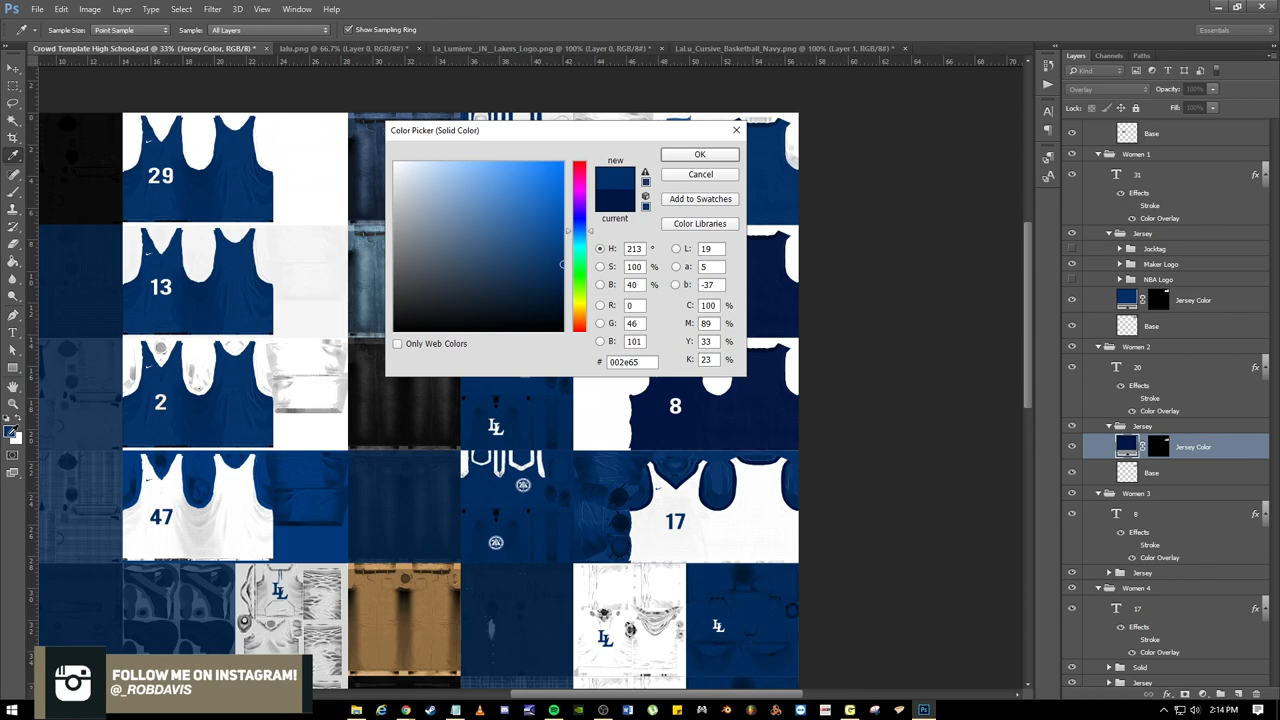 Ps File Edit Image Layer Type Select Filter 3D View Window Help
Sample Size: Point Sample Sample: All Layers Show Sampling Ring Essentials
Crowd Template High School.psd @ 33% (Jersey Color, RGB/8) * × lalu.png @ 66.7% (Layer 0, RGB/8#) * × La_Lumiere_IN_Lakers_Logo.png @ 100% (Layer 0, RGB/8#) × LaLu_Cursive_Basketball_Navy.png @ 100% (Layer 1, RGB/8#) * ×
Layers Channels Paths
Kind
Overlay Opacity: 100%
Lock: Fill: 100%
Base
Women 1
31 fx
Effects
Stroke
Color Overlay
Jersey
Jocktag
Maker Logo
NBA Logo
Jersey Color
Base
Women 2
20 fx
Effects
Stroke
Color Overlay
Jersey
Jersey Color
Base
Women 3
8 fx
Effects
Stroke
Color Overlay
Jersey
Women 4
17 fx
Effects
Stroke
Color Overlay
Solid
Jersey
Color Picker (Solid Color)
new
current
OK
Cancel
Add to Swatches
Color Libraries
H: 213 ° L: 19
S: 100 % a: 5
B: 40 % b: -37
R: 0 C: 100 %
G: 46 M: 89 %
B: 101 Y: 33 %
# 002e65 K: 23 %
Only Web Colors
29
13
2
47
8
17
LL
LL
LL
LL
FOLLOW ME ON INSTAGRAM!
@_ROBDAVIS
2:14 PM